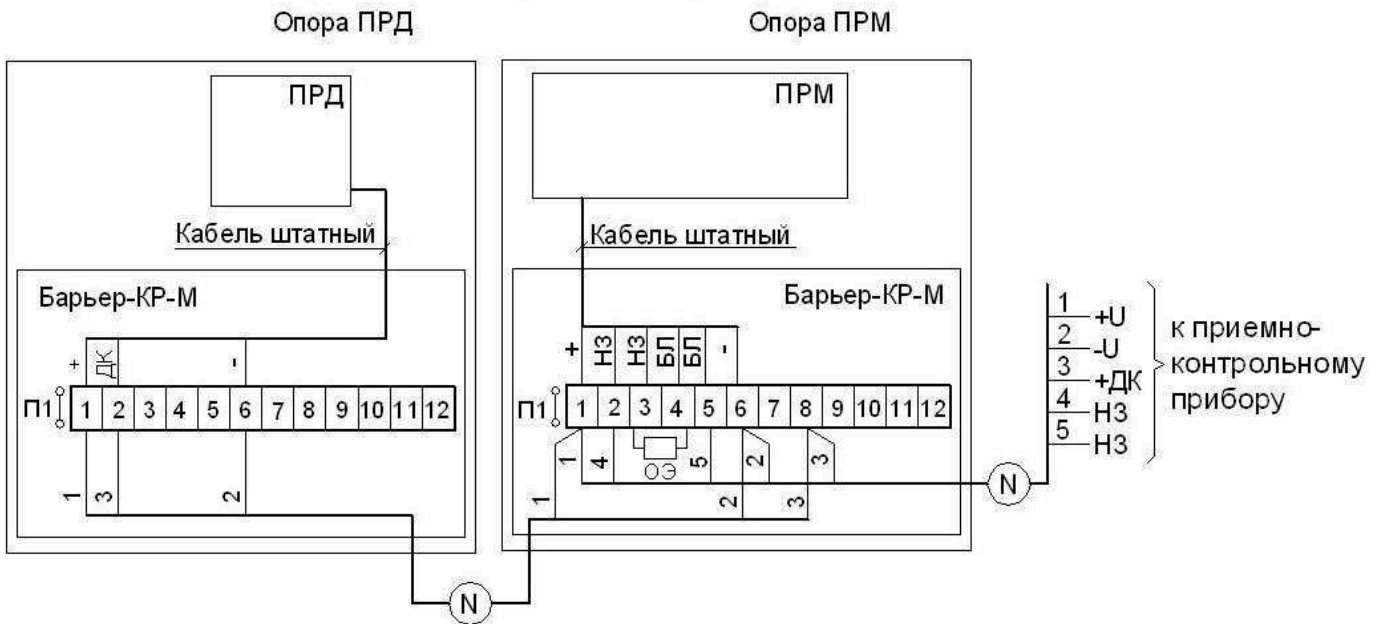 Опора ПРД
Опора ПРМ
ПРД
ПРМ
Кабель штатный
Кабель штатный
Барьер-КР-М
+ ДК -
П1 1 2 3 4 5 6 7 8 9 10 11 12
1 3 2
Барьер-КР-М
+ НЗ НЗ БЛ БЛ -
П1 1 2 3 4 5 6 7 8 9 10 11 12
1 4 ОЭ 5 2 3
1 2 3
N
N
1 +U
2 -U
3 +ДК
4 НЗ
5 НЗ
к приемно-
контрольному
прибору